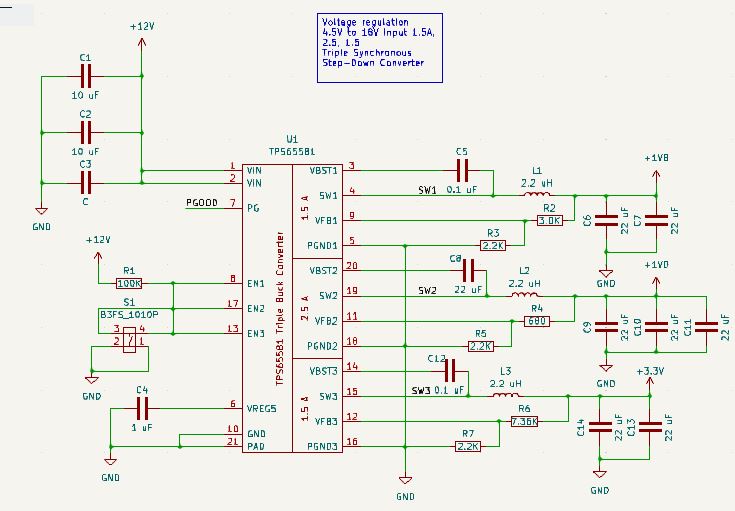 Voltage regulation
4.5V to 18V Input 1.5A,
2.5, 1.5
Triple Synchronous
Step-Down Converter
+12V
C1
10 uF
C2
10 uF
C3
C
GND
U1
TPS65581
1 VIN
2 VIN
PGOOD 7 PG
+12V
R1
100K
8 EN1
S1
B3FS_1010P
17 EN2
13 EN3
3 4
2 1
GND
C4
1 uF
6 VREG5
10 GND
21 PAD
GND
TPS65581 Triple Buck Converter
1.5 A
2.5 A
1.5 A
VBST1 3
C5
0.1 uF
SW1 4
SW1
L1
2.2 uH
+1V8
VFB1 9
R2
3.0K
PGND1 5
R3
2.2K
C6
22 uF
C7
22 uF
GND
VBST2 20
C8
22 uF
SW2 19
SW2
L2
2.2 uH
+1V0
VFB2 11
R4
680
PGND2 18
R5
2.2K
C9
22 uF
C10
22 uF
C11
22 uF
GND
VBST3 14
C12
0.1 uF
SW3 15
SW3
L3
2.2 uH
+3.3V
VFB3 12
R6
7.36K
PGND3 16
R7
2.2K
C14
22 uF
C13
22 uF
GND
GND